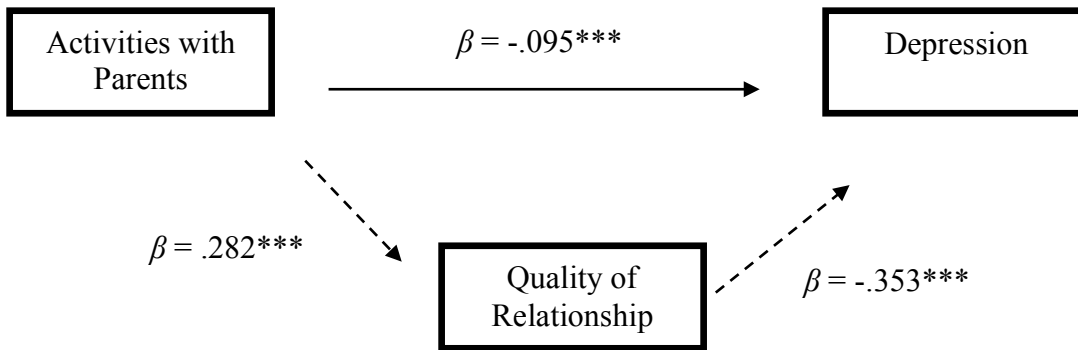 Activities with
Parents
β = -.095***
Depression
β = .282***
Quality of
Relationship
β = -.353***